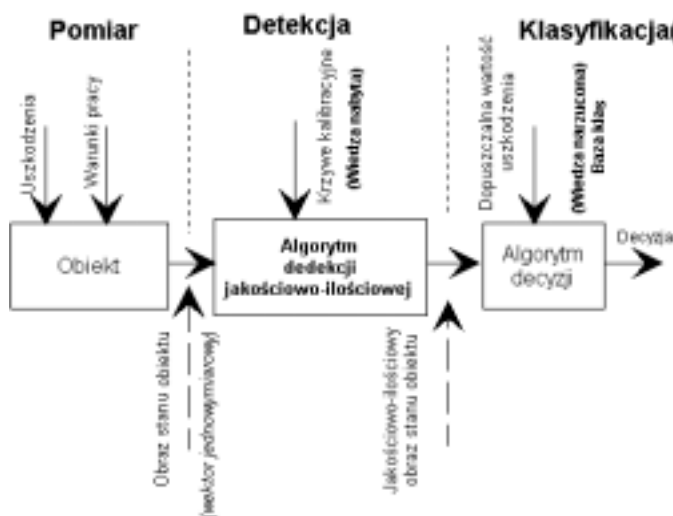 Pomiar
Detekcja
Klasyfikacja(
Uszkodzenia
Warunki pracy
Krzywe kalibracyjne
(Wiedza nabyta)
Dopuszczalna wartość
uszkodzenia
(Wiedza narzucona)
Baza klas
Obiekt
Algorytm
dedekcji
jakościowo-ilościowej
Algorytm
decyzji
Decyzja
Obraz stanu obiektu
(wektor jednowymiarowy)
Jakościowo-ilościowy
obraz stanu obiektu